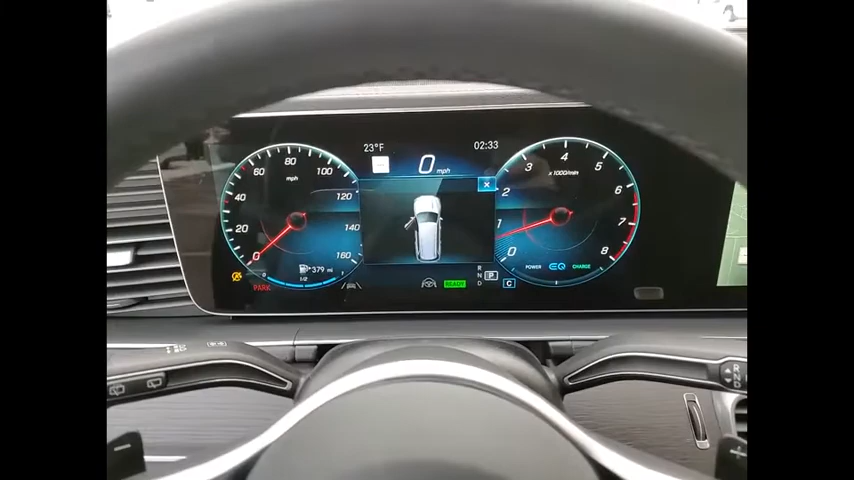 23°F
02:33
0 mph
60 80 100
mph
40 120
20 140
0 160
379 mi
1/2
PARK
READY
R
N P
D
C
4
3 5
x 1000/min
2 6
1 7
0 8
POWER EQ CHARGE
EQ
R
N
D